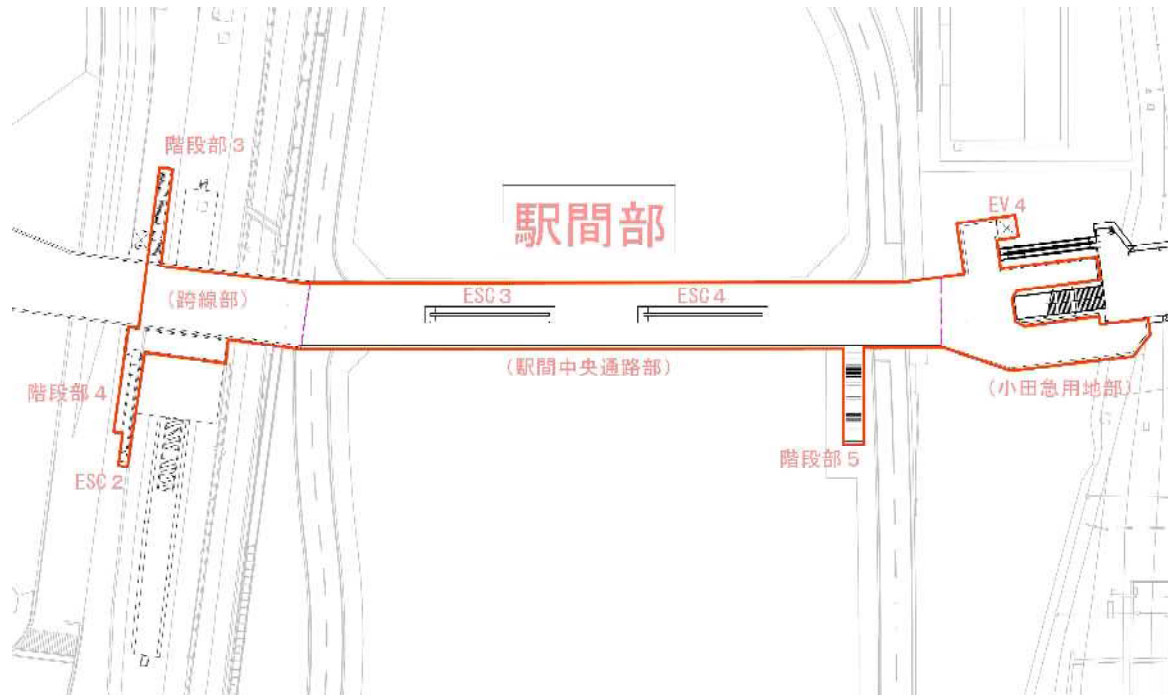 階段部3
駅間部
EV4
(跨線部)
ESC3
ESC4
(駅間中央通路部)
(小田急用地部)
階段部4
階段部5
ESC2